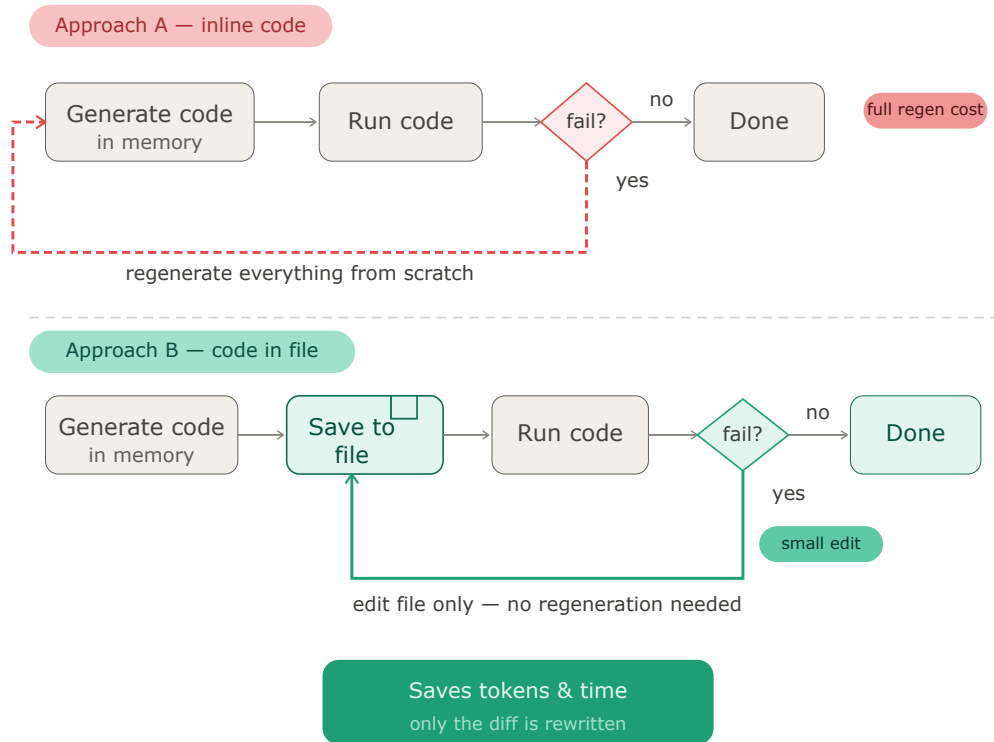 Approach A — inline code
Generate code
in memory
Run code
fail?
no
Done
full regen cost
yes
regenerate everything from scratch
Approach B — code in file
Generate code
in memory
Save to
file
Run code
fail?
no
Done
yes
small edit
edit file only — no regeneration needed
Saves tokens & time
only the diff is rewritten